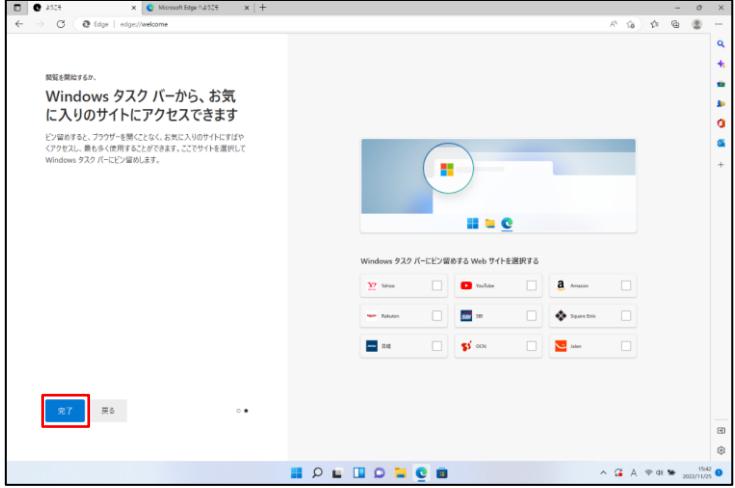 ようこそ
Microsoft Edge へようこそ
Edge | edge://welcome
閲覧を開始するか、
Windows タスク バーから、お気
に入りのサイトにアクセスできます
ピン留めすると、ブラウザーを開くことなく、お気に入りのサイトにすばや
くアクセスし、最も多く使用することができます。ここでサイトを選択して
Windows タスク バーにピン留めします。
Windows タスク バーにピン留めする Web サイトを選択する
Yahoo
YouTube
Amazon
Rakuten
SBI
Square Enix
OCN
Jalan
完了
戻る
A
15:42
2022/11/25